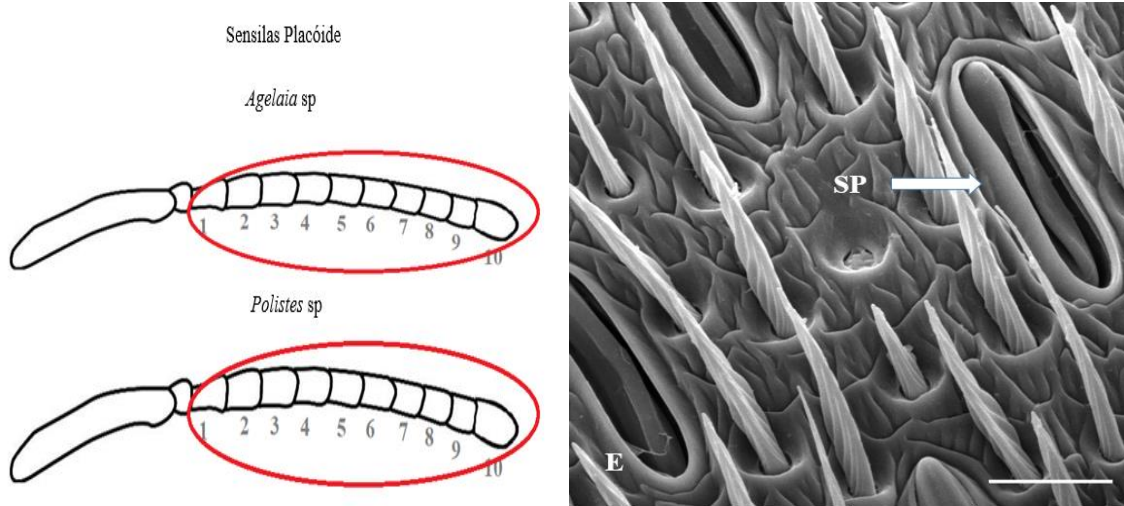 Sensilas Placóide
Agelaia sp
1 2 3 4 5 6 7 8 9 10
Polistes sp
1 2 3 4 5 6 7 8 9 10
SP
E